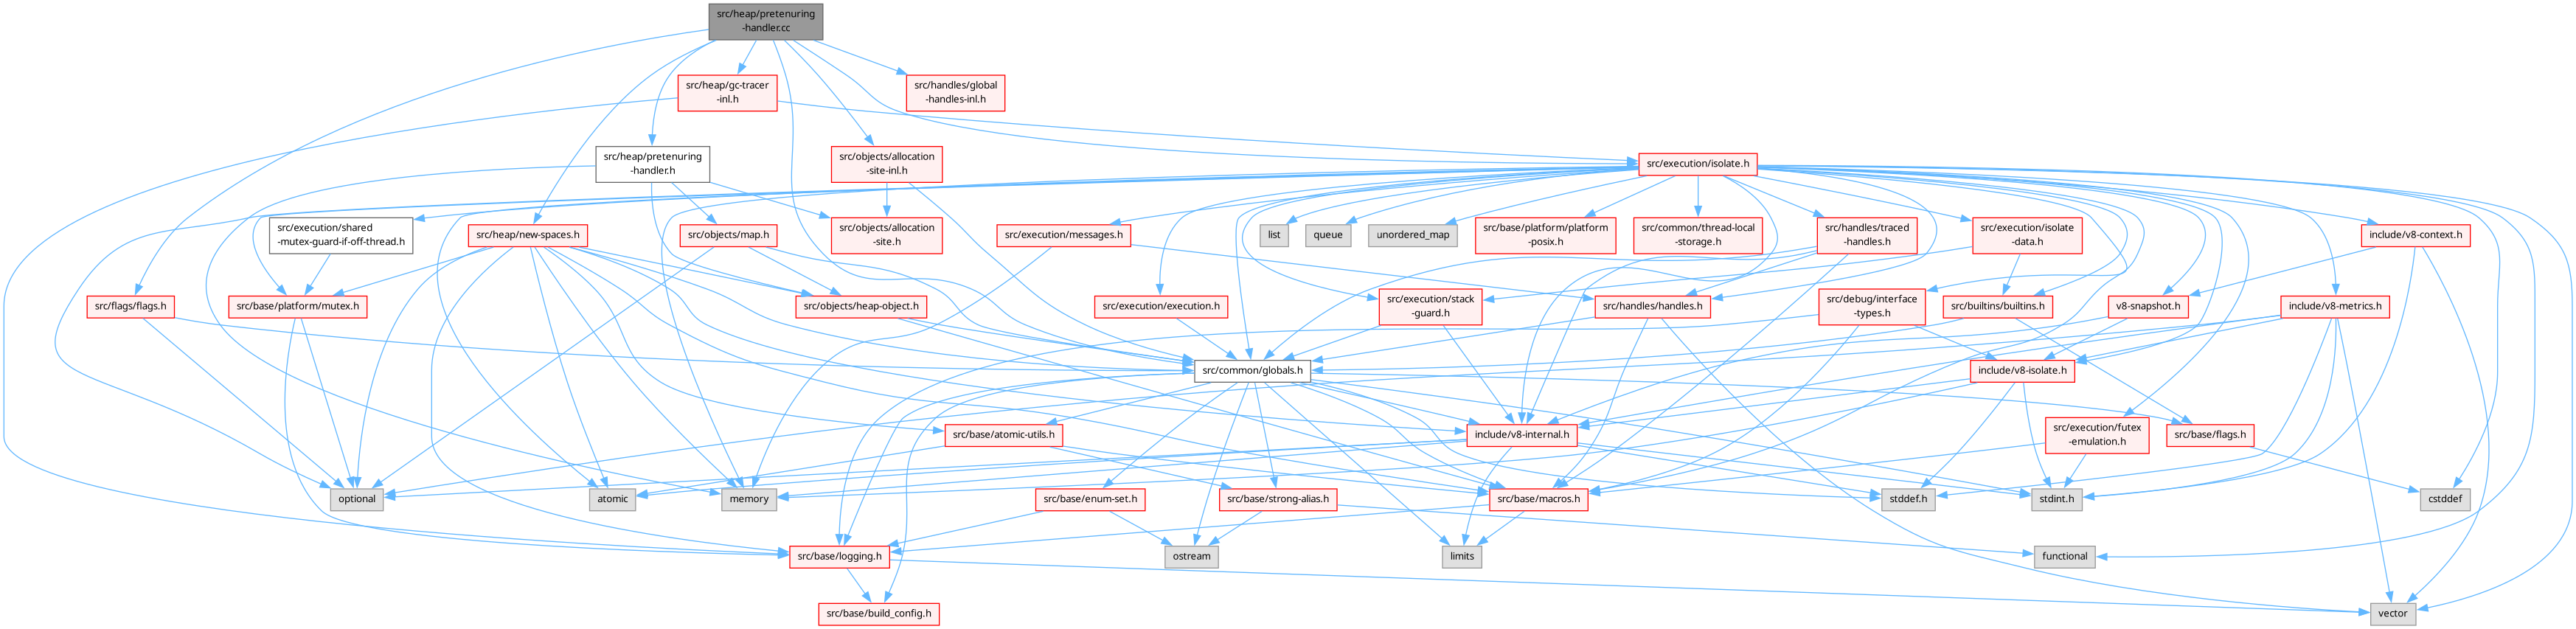 src/heap/pretenuring
-handler.cc
src/heap/gc-tracer
-inl.h
src/handles/global
-handles-inl.h
src/heap/pretenuring
-handler.h
src/objects/allocation
-site-inl.h
src/execution/isolate.h
src/execution/shared
-mutex-guard-if-off-thread.h
src/heap/new-spaces.h
src/objects/map.h
src/objects/allocation
-site.h
src/execution/messages.h
list
queue
unordered_map
src/base/platform/platform
-posix.h
src/common/thread-local
-storage.h
src/handles/traced
-handles.h
src/execution/isolate
-data.h
include/v8-context.h
src/flags/flags.h
src/base/platform/mutex.h
src/objects/heap-object.h
src/execution/execution.h
src/execution/stack
-guard.h
src/handles/handles.h
src/debug/interface
-types.h
src/builtins/builtins.h
v8-snapshot.h
include/v8-metrics.h
src/common/globals.h
include/v8-isolate.h
src/base/atomic-utils.h
include/v8-internal.h
src/execution/futex
-emulation.h
src/base/flags.h
optional
atomic
memory
src/base/enum-set.h
src/base/strong-alias.h
src/base/macros.h
stddef.h
stdint.h
cstddef
src/base/logging.h
ostream
limits
functional
src/base/build_config.h
vector